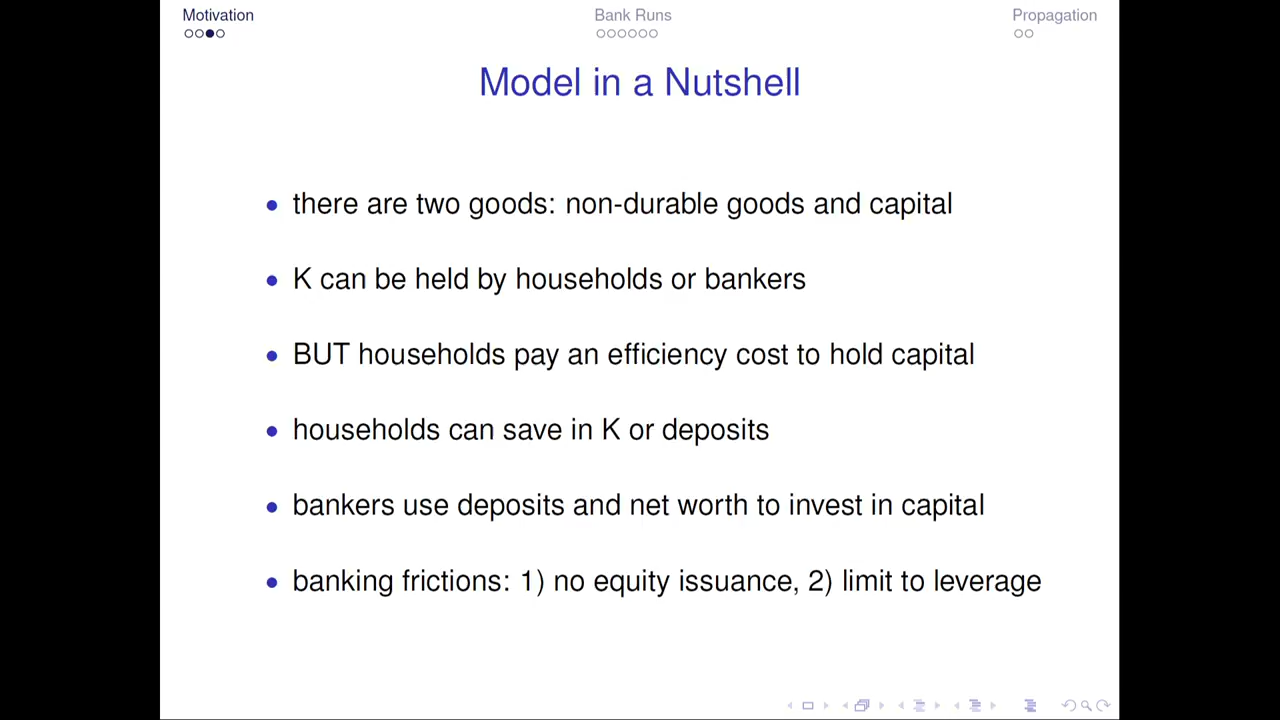 Motivation Bank Runs Propagation
Model in a Nutshell
there are two goods: non-durable goods and capital
K can be held by households or bankers
BUT households pay an efficiency cost to hold capital
households can save in K or deposits
bankers use deposits and net worth to invest in capital
banking frictions: 1) no equity issuance, 2) limit to leverage